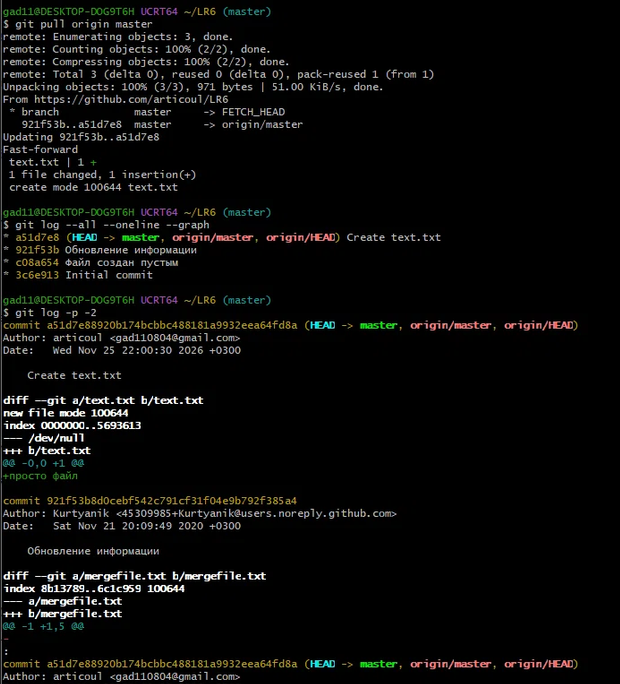 gad11@DESKTOP-DOG9T6H UCRT64 ~/LR6 (master)
$ git pull origin master
remote: Enumerating objects: 3, done.
remote: Counting objects: 100% (2/2), done.
remote: Compressing objects: 100% (2/2), done.
remote: Total 3 (delta 0), reused 0 (delta 0), pack-reused 1 (from 1)
Unpacking objects: 100% (3/3), 971 bytes | 51.00 KiB/s, done.
From https://github.com/articoul/LR6
 * branch            master     -> FETCH_HEAD
   921f53b..a51d7e8  master     -> origin/master
Updating 921f53b..a51d7e8
Fast-forward
 text.txt | 1 +
 1 file changed, 1 insertion(+)
 create mode 100644 text.txt
gad11@DESKTOP-DOG9T6H UCRT64 ~/LR6 (master)
$ git log --all --oneline --graph
* a51d7e8 (HEAD -> master, origin/master, origin/HEAD) Create text.txt
* 921f53b Обновление информации
* c08a654 Файл создан пустым
* 3c6e913 Initial commit
gad11@DESKTOP-DOG9T6H UCRT64 ~/LR6 (master)
$ git log -p -2
commit a51d7e88920b174bcbbc488181a9932eea64fd8a (HEAD -> master, origin/master, origin/HEAD)
Author: articoul <gad110804@gmail.com>
Date:   Wed Nov 25 22:00:30 2026 +0300
    Create text.txt
diff --git a/text.txt b/text.txt
new file mode 100644
index 0000000..5693613
--- /dev/null
+++ b/text.txt
@@ -0,0 +1 @@
+просто файл
commit 921f53b8d0cebf542c791cf31f04e9b792f385a4
Author: Kurtyanik <45309985+Kurtyanik@users.noreply.github.com>
Date:   Sat Nov 21 20:09:49 2020 +0300
    Обновление информации
diff --git a/mergefile.txt b/mergefile.txt
index 8b13789..6c1c959 100644
--- a/mergefile.txt
+++ b/mergefile.txt
@@ -1 +1,5 @@
-
:
commit a51d7e88920b174bcbbc488181a9932eea64fd8a (HEAD -> master, origin/master, origin/HEAD)
Author: articoul <gad110804@gmail.com>